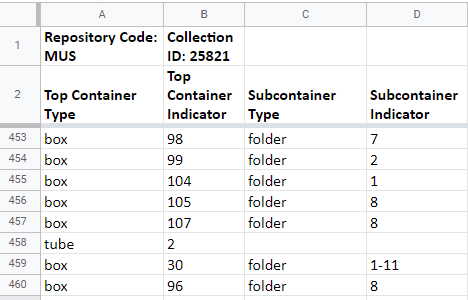 A B C D
1 Repository Code: MUS Collection ID: 25821
2 Top Container Type Top Container Indicator Subcontainer Type Subcontainer Indicator
453 box 98 folder 7
454 box 99 folder 2
455 box 104 folder 1
456 box 105 folder 8
457 box 107 folder 8
458 tube 2
459 box 30 folder 1-11
460 box 96 folder 8